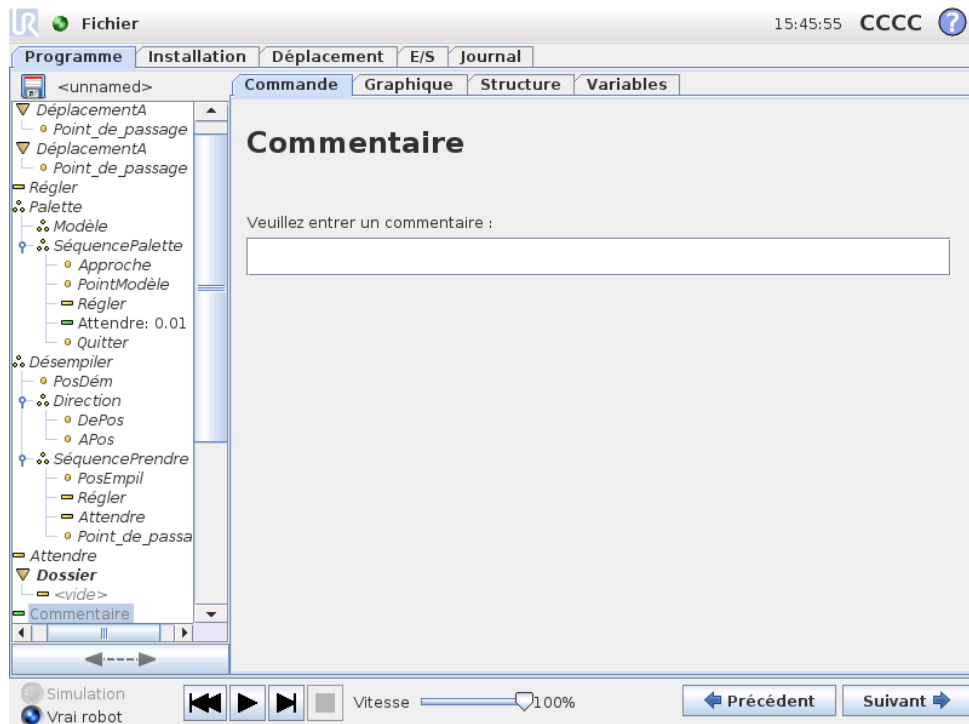 Fichier 15:45:55 CCCC ?
Programme Installation Déplacement E/S Journal
<unnamed>
Commande Graphique Structure Variables
DéplacementA
Point_de_passage
DéplacementA
Point_de_passage
Régler
Palette
Modèle
SéquencePalette
Approche
PointModèle
Régler
Attendre: 0.01
Quitter
Désempiler
PosDém
Direction
DePos
APos
SéquencePrendre
PosEmpil
Régler
Attendre
Point_de_passa
Attendre
Dossier
<vide>
Commentaire
Commentaire
Veuillez entrer un commentaire :
Simulation
Vrai robot
Vitesse 100%
Précédent Suivant